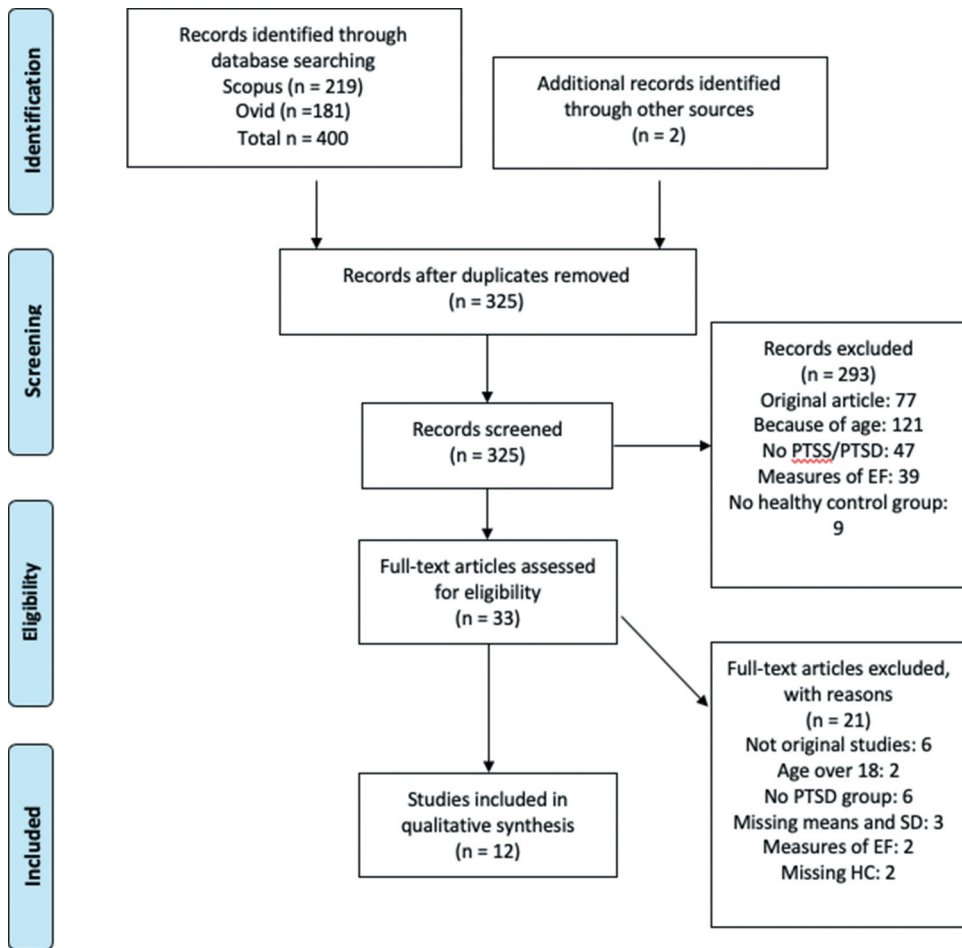 Identification
Records identified through
database searching
Scopus (n = 219)
Ovid (n =181)
Total n = 400
Additional records identified
through other sources
(n = 2)
Screening
Records after duplicates removed
(n = 325)
Records screened
(n = 325)
Records excluded
(n = 293)
Original article: 77
Because of age: 121
No PTSS/PTSD: 47
Measures of EF: 39
No healthy control group:
9
Eligibility
Full-text articles assessed
for eligibility
(n = 33)
Full-text articles excluded,
with reasons
(n = 21)
Not original studies: 6
Age over 18: 2
No PTSD group: 6
Missing means and SD: 3
Measures of EF: 2
Missing HC: 2
Included
Studies included in
qualitative synthesis
(n = 12)